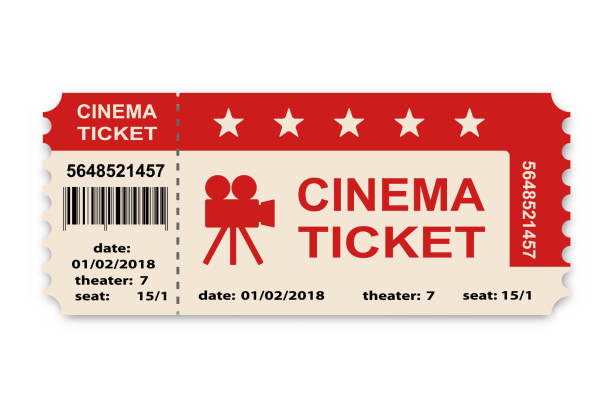 CINEMA
TICKET
5648521457
date:
01/02/2018
theater: 7
seat: 15/1
CINEMA
TICKET
date: 01/02/2018 theater: 7 seat: 15/1
5648521457